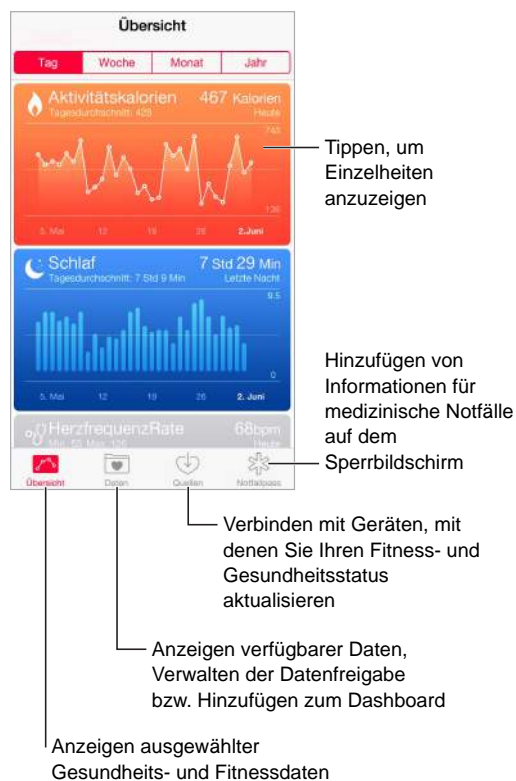 Übersicht
Tag Woche Monat Jahr
Aktivitätskalorien 467 Kalorien
Tagesdurchschnitt: 428 Heute
743
136
5. Mai 12 19 26 2.Juni
Tippen, um
Einzelheiten
anzuzeigen
Schlaf 7 Std 29 Min
Tagesdurchschnitt: 7 Std 9 Min Letzte Nacht
9.5
0
5. Mai 12 19 26 2. Juni
HerzfrequenzRate 68bpm
Min. 55 Max. 126 Heute
Übersicht Daten Quellen Notfallpass
Hinzufügen von
Informationen für
medizinische Notfälle
auf dem
Sperrbildschirm
Verbinden mit Geräten, mit
denen Sie Ihren Fitness- und
Gesundheitsstatus
aktualisieren
Anzeigen verfügbarer Daten,
Verwalten der Datenfreigabe
bzw. Hinzufügen zum Dashboard
Anzeigen ausgewählter
Gesundheits- und Fitnessdaten